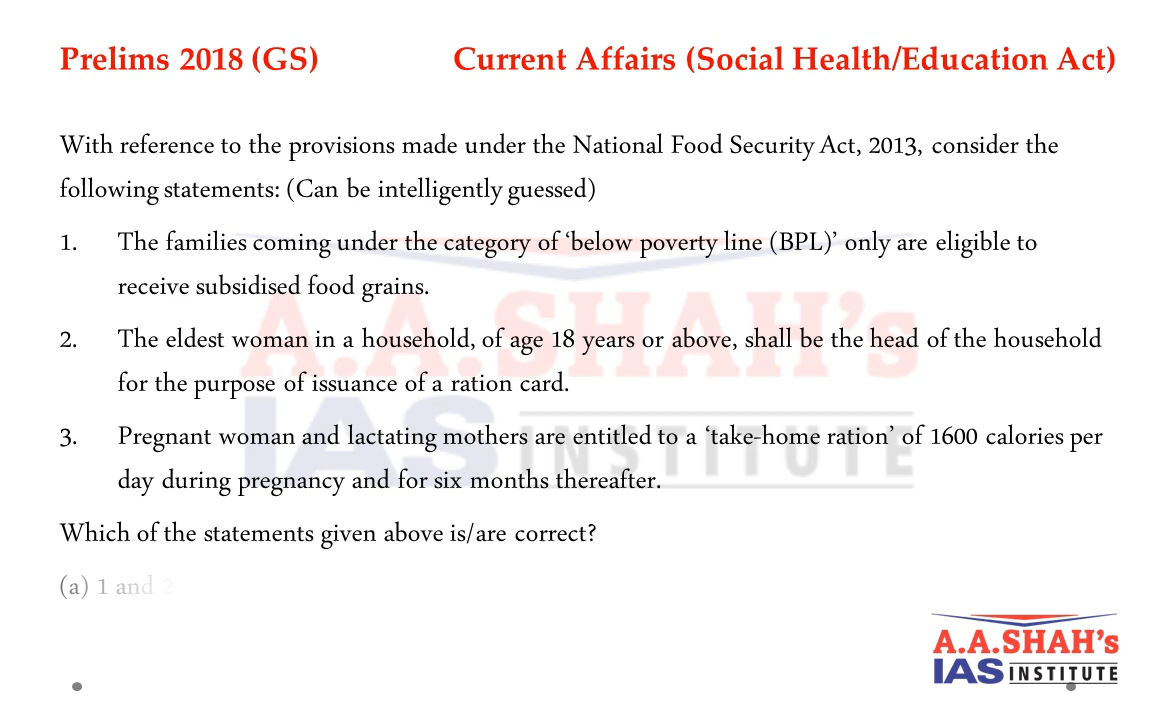 Prelims 2018 (GS) Current Affairs (Social Health/Education Act)
With reference to the provisions made under the National Food Security Act, 2013, consider the
following statements: (Can be intelligently guessed)
1. The families coming under the category of ‘below poverty line (BPL)’ only are eligible to
receive subsidised food grains.
2. The eldest woman in a household, of age 18 years or above, shall be the head of the household
for the purpose of issuance of a ration card.
3. Pregnant woman and lactating mothers are entitled to a ‘take-home ration’ of 1600 calories per
day during pregnancy and for six months thereafter.
Which of the statements given above is/are correct?
(a) 1 and 2
A.A.SHAH's
IAS INSTITUTE
A.A.SHAH's
IAS INSTITUTE